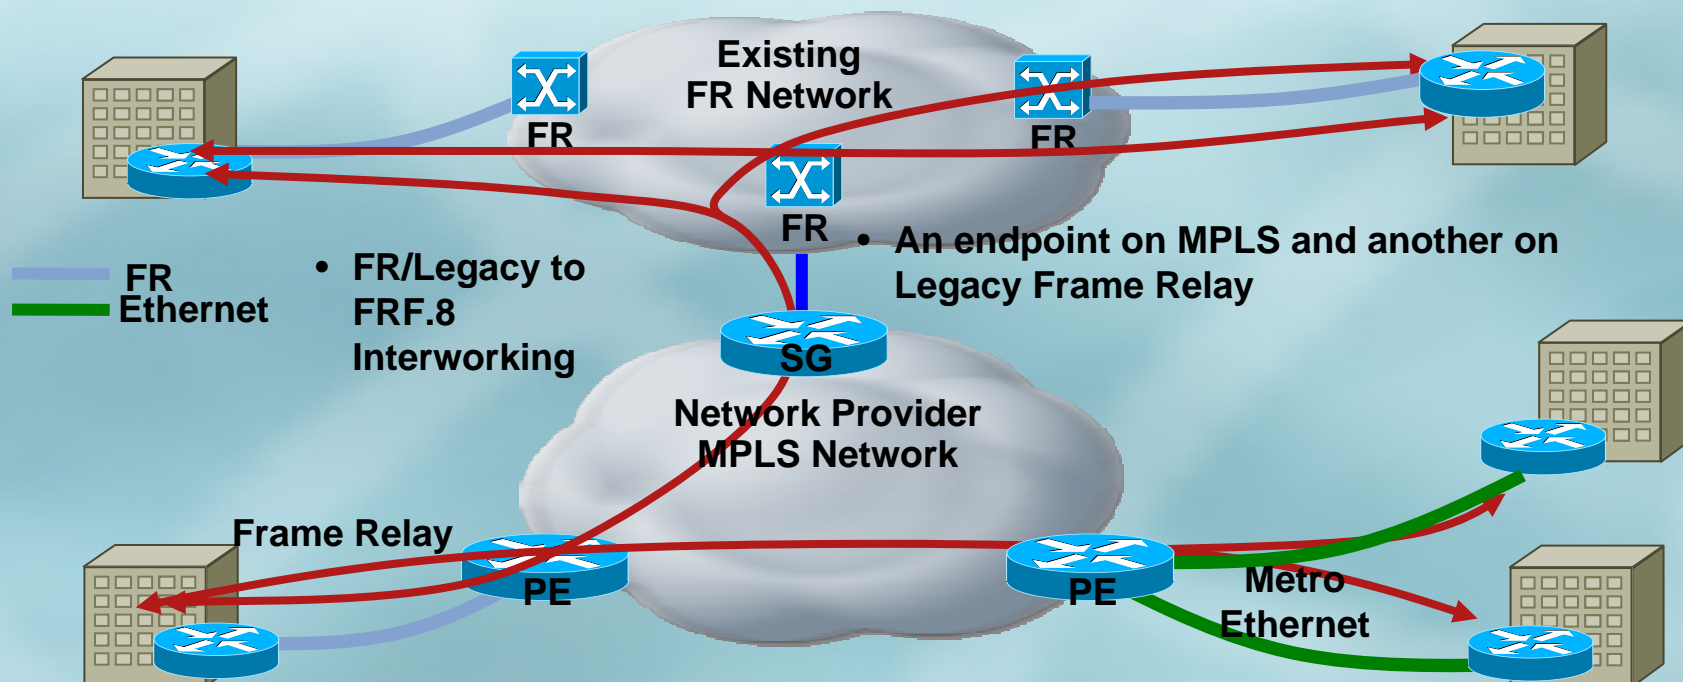 Existing
FR Network
FR
FR
FR
• An endpoint on MPLS and another on
Legacy Frame Relay
FR
Ethernet
• FR/Legacy to
FRF.8
Interworking
SG
Network Provider
MPLS Network
Frame Relay
PE
PE
Metro
Ethernet